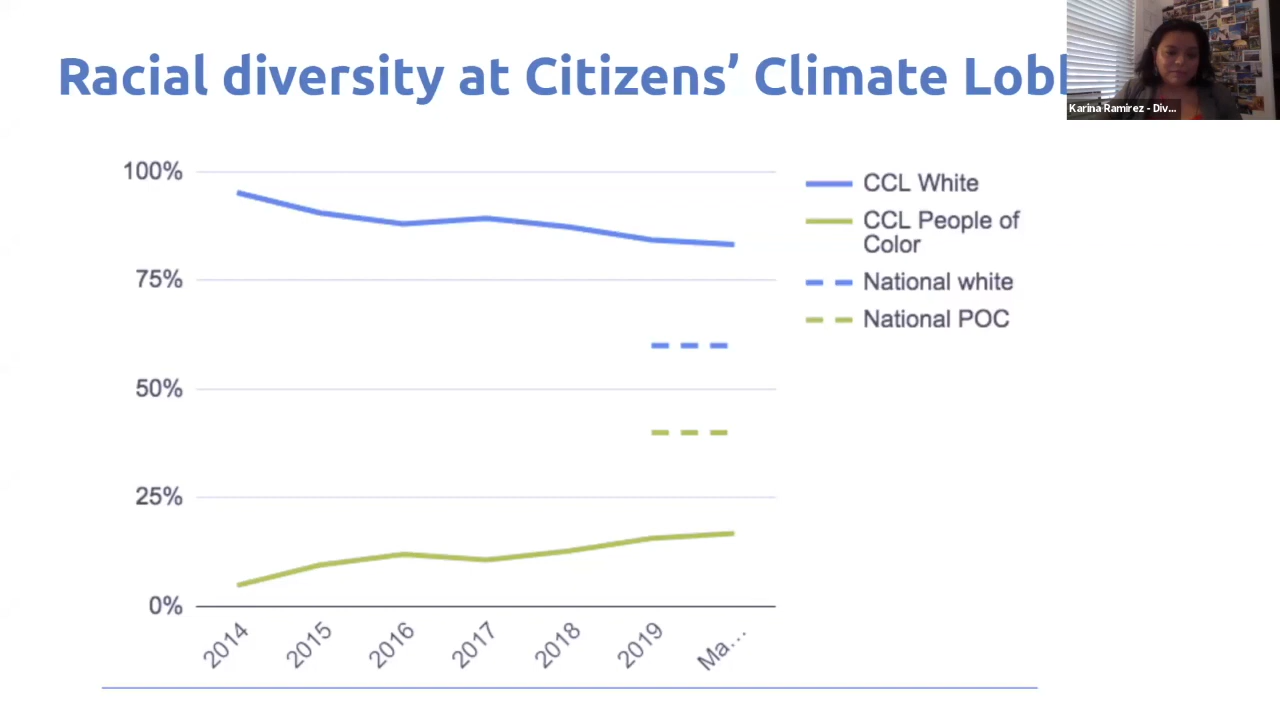 Racial diversity at Citizens’ Climate Lobb
Karina Ramirez - Div...
100%
75%
50%
25%
0%
2014
2015
2016
2017
2018
2019
Ma...
CCL White
CCL People of
Color
National white
National POC